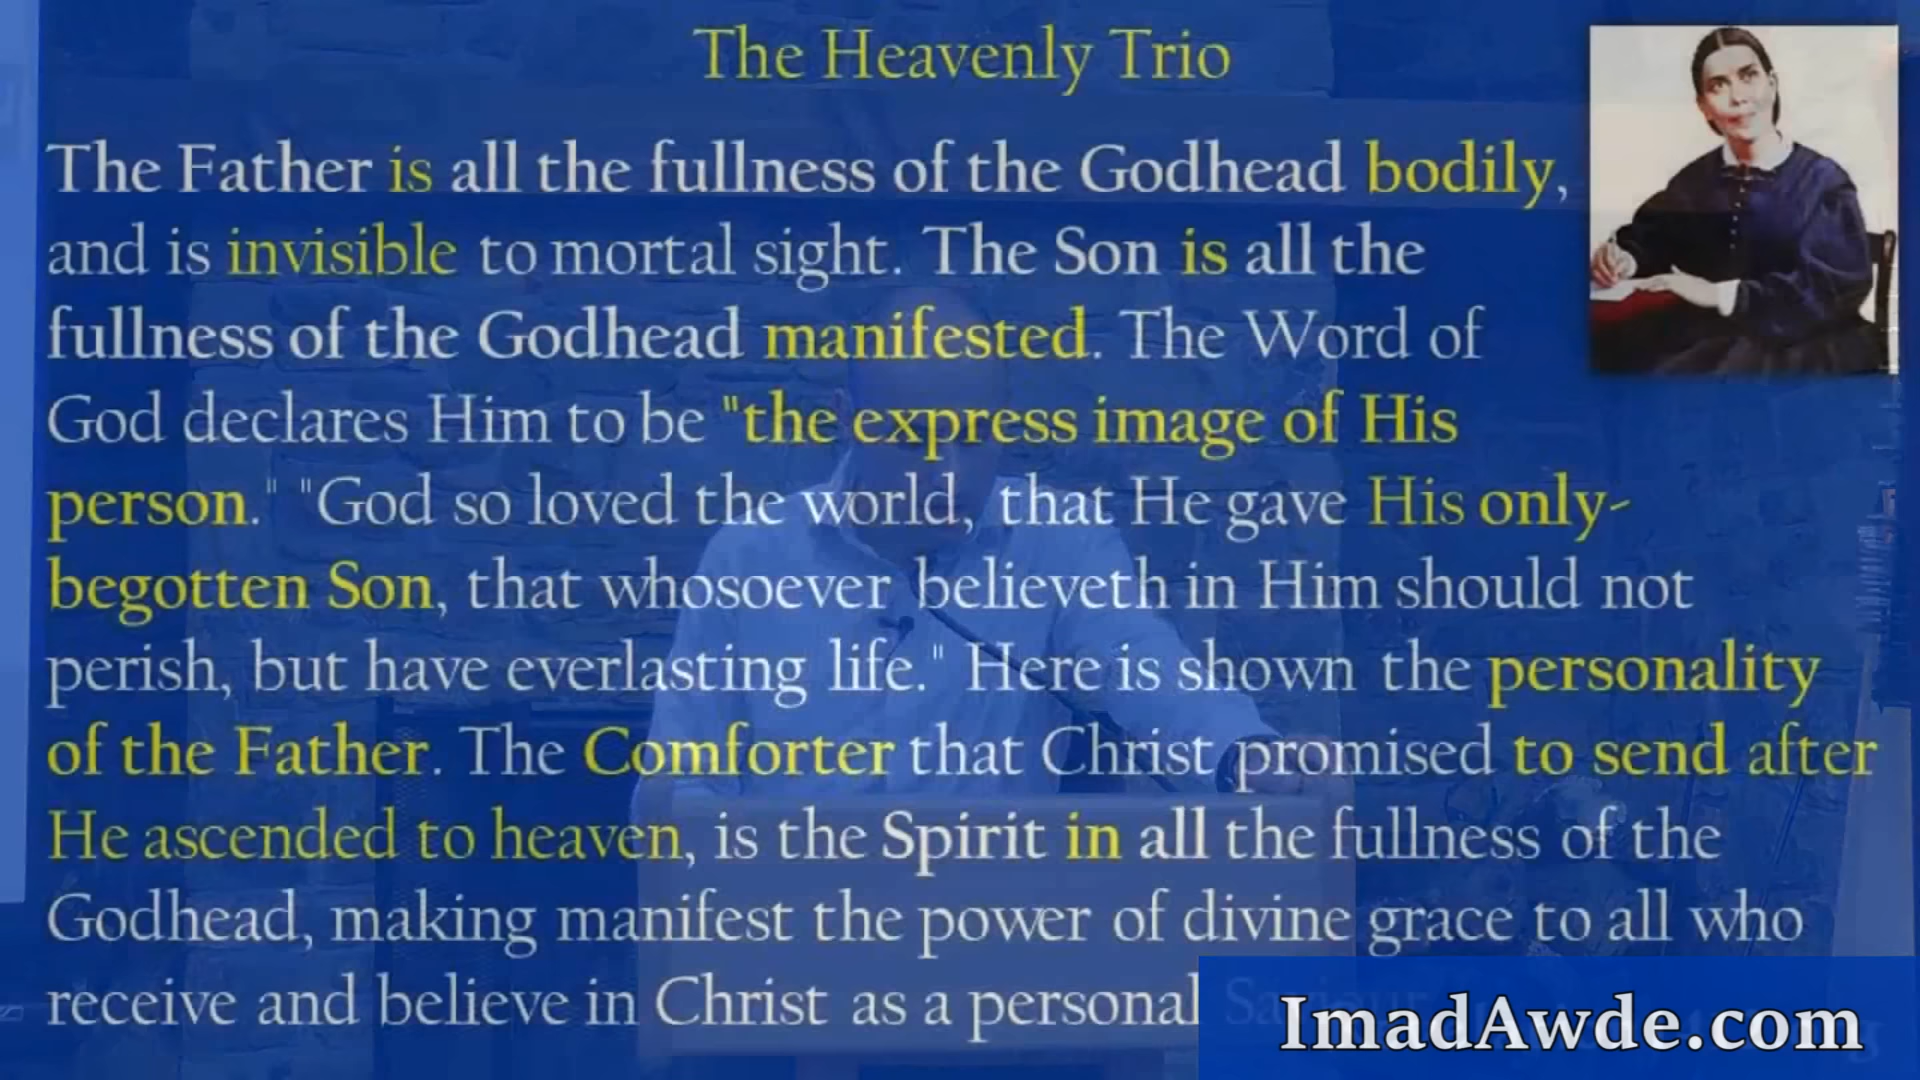 The Heavenly Trio
The Father is all the fullness of the Godhead bodily,
and is invisible to mortal sight. The Son is all the
fullness of the Godhead manifested. The Word of
God declares Him to be "the express image of His
person." "God so loved the world, that He gave His only-
begotten Son, that whosoever believeth in Him should not
perish, but have everlasting life." Here is shown the personality
of the Father. The Comforter that Christ promised to send after
He ascended to heaven, is the Spirit in all the fullness of the
Godhead, making manifest the power of divine grace to all who
receive and believe in Christ as a personal
ImadAwde.com